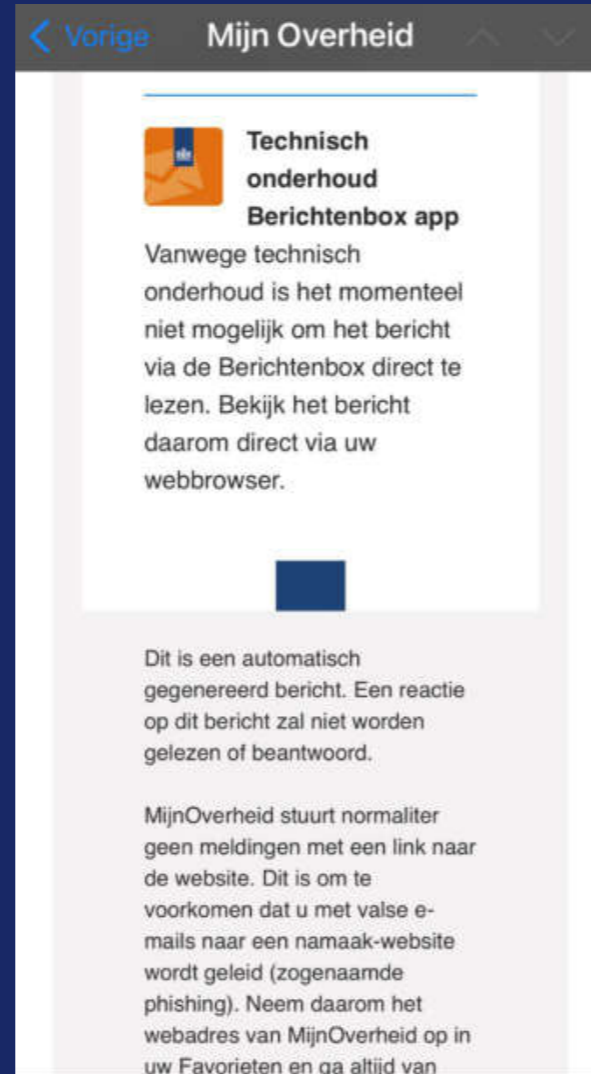 Vorige
Mijn Overheid
Technisch
onderhoud
Berichtenbox app
Vanwege technisch
onderhoud is het momenteel
niet mogelijk om het bericht
via de Berichtenbox direct te
lezen. Bekijk het bericht
daarom direct via uw
webbrowser.
Dit is een automatisch
gegenereerd bericht. Een reactie
op dit bericht zal niet worden
gelezen of beantwoord.
MijnOverheid stuurt normaliter
geen meldingen met een link naar
de website. Dit is om te
voorkomen dat u met valse e-
mails naar een namaak-website
wordt geleid (zogenaamde
phishing). Neem daarom het
webadres van MijnOverheid op in
uw Favorieten en ga altijd van